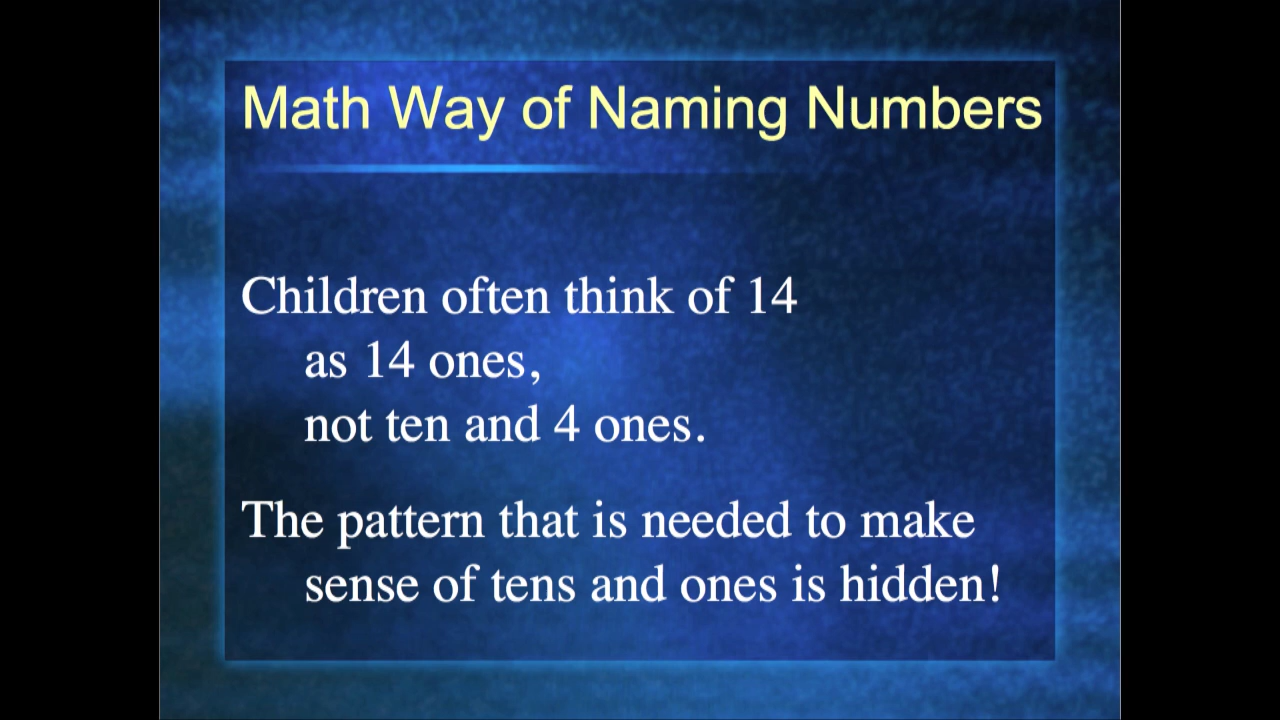 Math Way of Naming Numbers
Children often think of 14
as 14 ones,
not ten and 4 ones.
The pattern that is needed to make
sense of tens and ones is hidden!